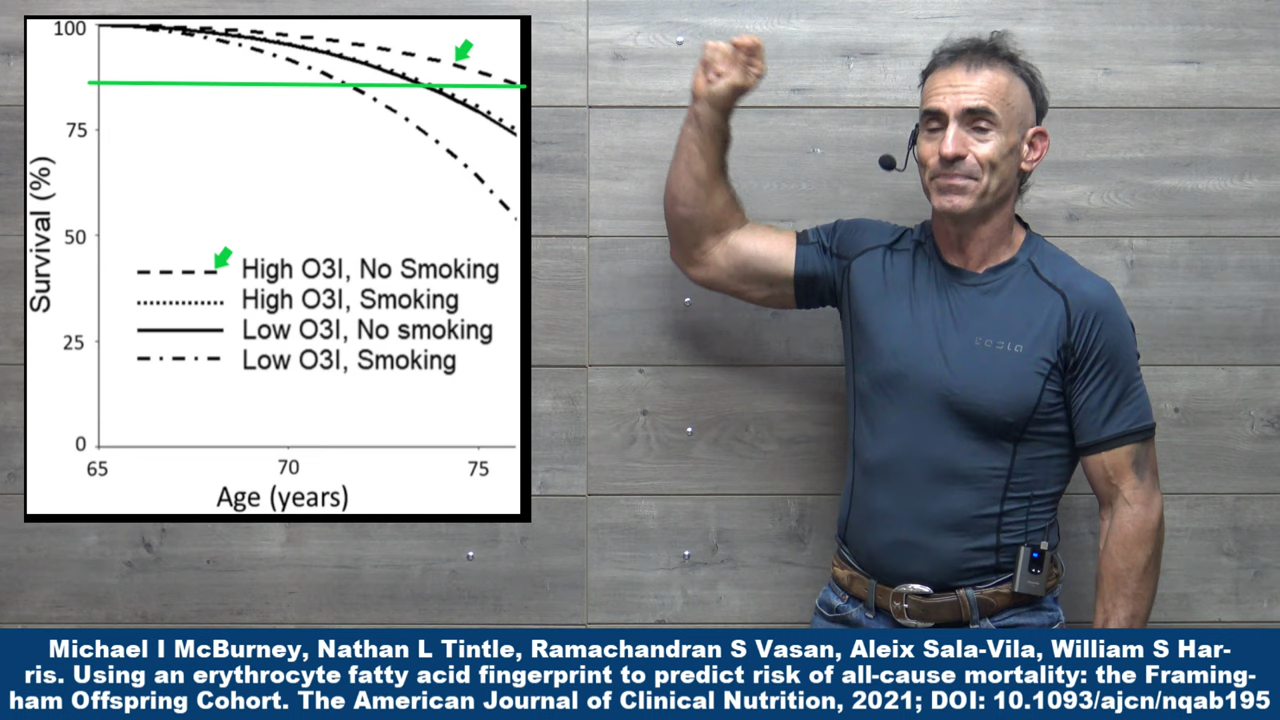 100
75
50
25
0
Survival (%)
65
70
75
Age (years)
High O3I, No Smoking
High O3I, Smoking
Low O3I, No smoking
Low O3I, Smoking
Michael I McBurney, Nathan L Tintle, Ramachandran S Vasan, Aleix Sala-Vila, William S Har-
ris. Using an erythrocyte fatty acid fingerprint to predict risk of all-cause mortality: the Framing-
ham Offspring Cohort. The American Journal of Clinical Nutrition, 2021; DOI: 10.1093/ajcn/nqab195